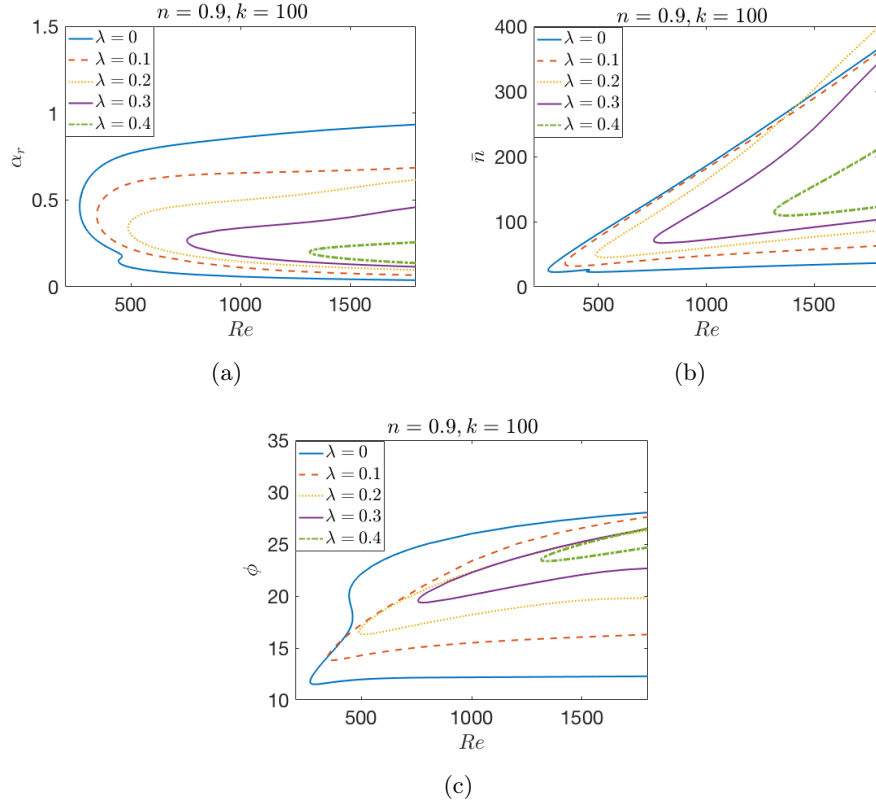 n = 0.9, k = 100
1.5
1
0.5
0
α_r
λ = 0
λ = 0.1
λ = 0.2
λ = 0.3
λ = 0.4
500 1000 1500
Re
(a)
n = 0.9, k = 100
400
300
200
100
0
n̄
λ = 0
λ = 0.1
λ = 0.2
λ = 0.3
λ = 0.4
500 1000 1500
Re
(b)
n = 0.9, k = 100
35
30
25
20
15
10
ϕ
λ = 0
λ = 0.1
λ = 0.2
λ = 0.3
λ = 0.4
500 1000 1500
Re
(c)